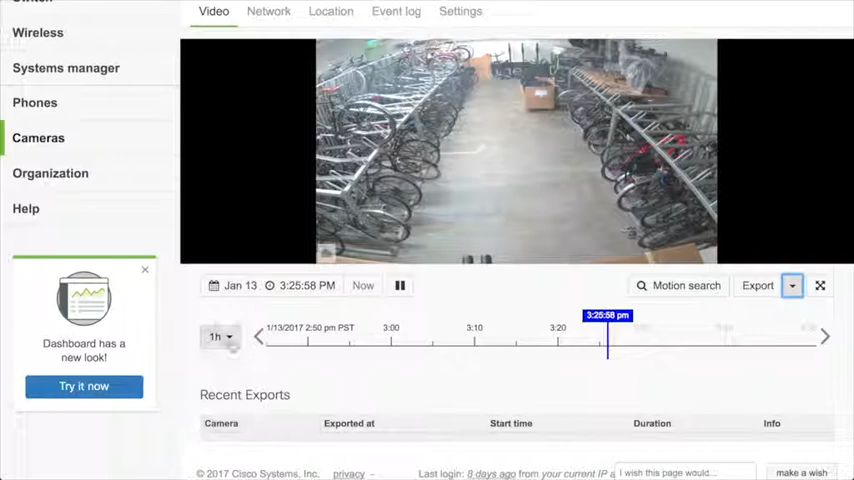 Video Network Location Event log Settings
Wireless
Systems manager
Phones
Cameras
Organization
Help
Dashboard has a
new look!
Try it now
Jan 13 3:25:58 PM Now
Motion search Export
3:25:58 pm
1h
1/13/2017 2:50 pm PST 3:00 3:10 3:20
Recent Exports
Camera Exported at Start time Duration Info
© 2017 Cisco Systems, Inc. privacy - Last login: 8 days ago from your current IP a
I wish this page would...
make a wish